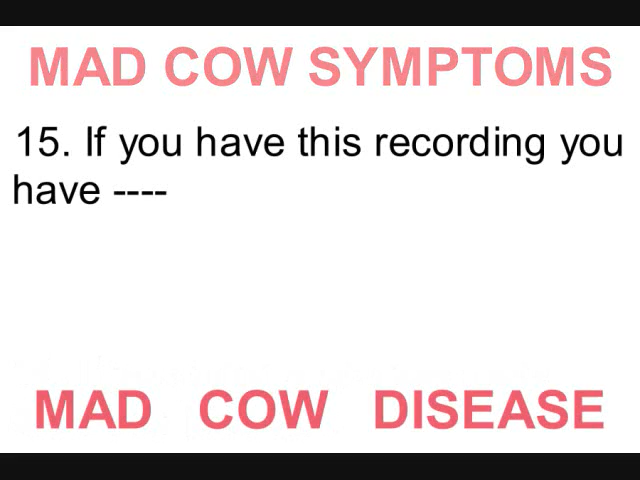 MAD COW SYMPTOMS
15. If you have this recording you
have ----
MAD COW DISEASE